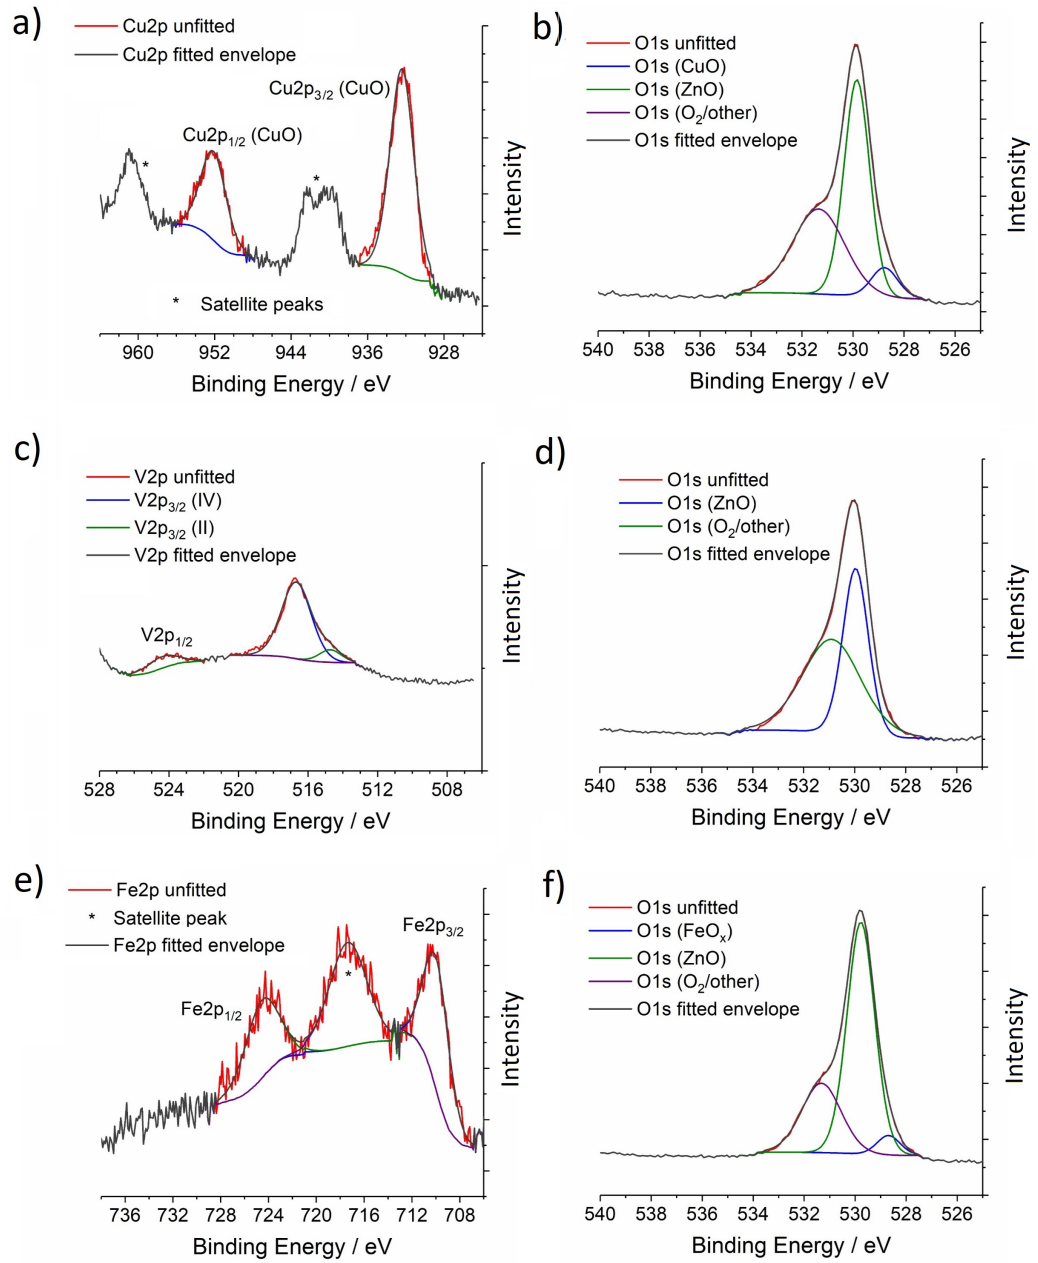 a)
Cu2p unfitted
Cu2p fitted envelope
Cu2p3/2 (CuO)
Cu2p1/2 (CuO)
*
*
* Satellite peaks
Intensity
960 952 944 936 928
Binding Energy / eV
b)
O1s unfitted
O1s (CuO)
O1s (ZnO)
O1s (O2/other)
O1s fitted envelope
Intensity
540 538 536 534 532 530 528 526
Binding Energy / eV
c)
V2p unfitted
V2p3/2 (IV)
V2p3/2 (II)
V2p fitted envelope
V2p1/2
Intensity
528 524 520 516 512 508
Binding Energy / eV
d)
O1s unfitted
O1s (ZnO)
O1s (O2/other)
O1s fitted envelope
Intensity
540 538 536 534 532 530 528 526
Binding Energy / eV
e)
Fe2p unfitted
* Satellite peak
Fe2p fitted envelope
Fe2p3/2
*
Fe2p1/2
Intensity
736 732 728 724 720 716 712 708
Binding Energy / eV
f)
O1s unfitted
O1s (FeOx)
O1s (ZnO)
O1s (O2/other)
O1s fitted envelope
Intensity
540 538 536 534 532 530 528 526
Binding Energy / eV